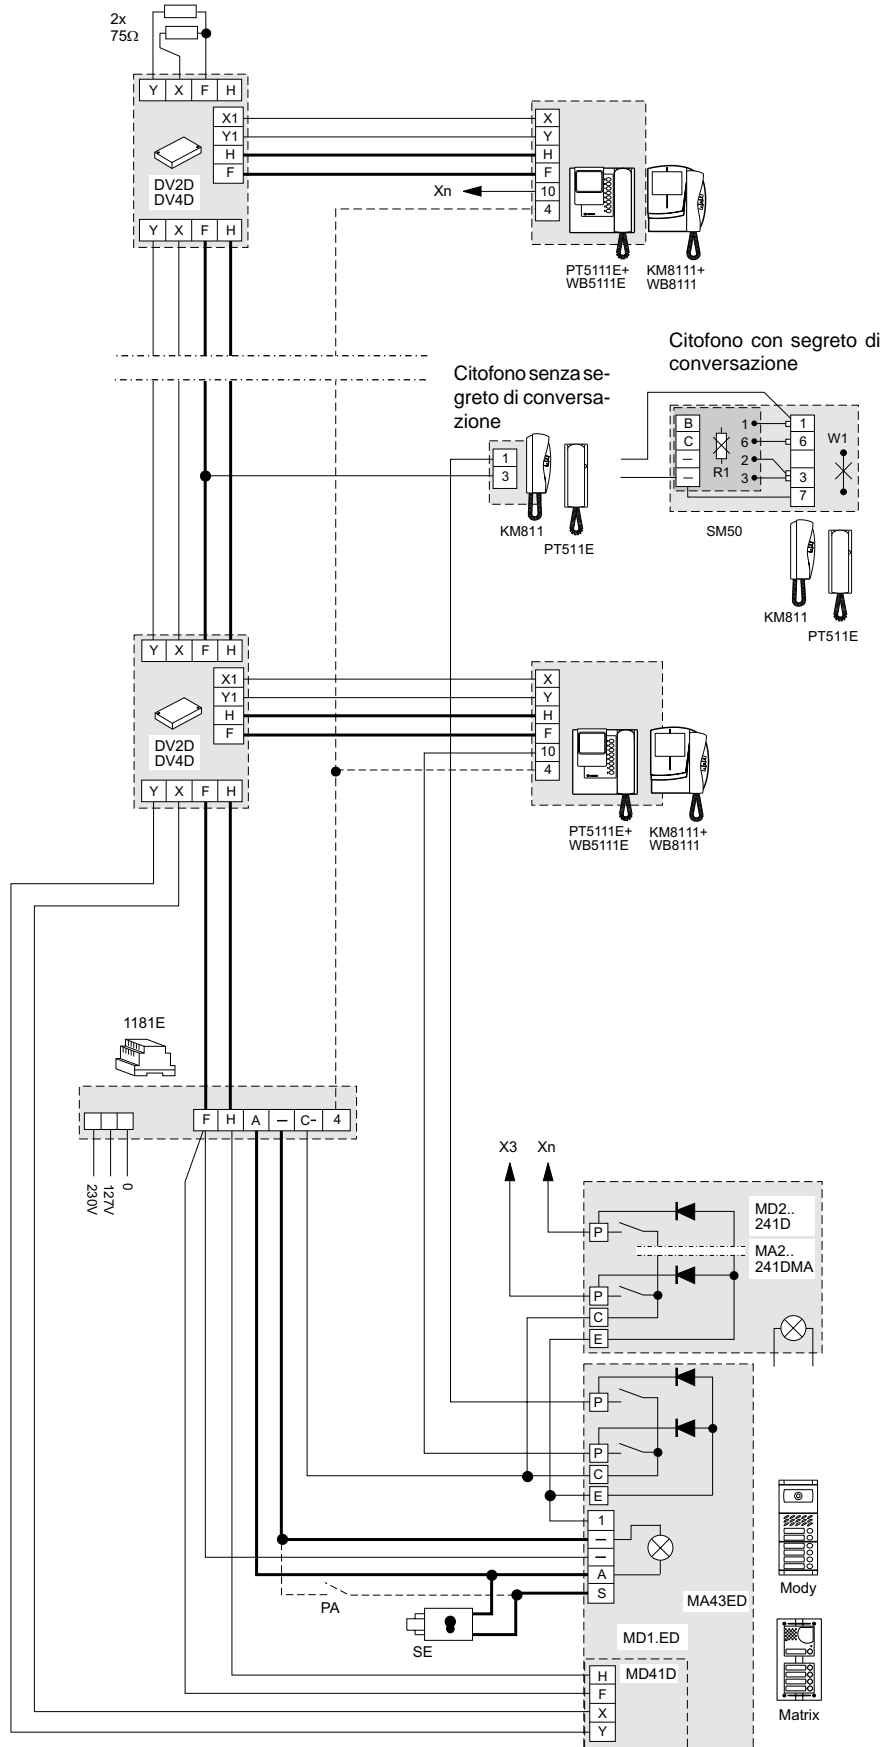 2x
75Ω
Y X F H
X1
Y1
H
F
DV2D
DV4D
Y X F H
X
Y
H
F
10
4
Xn
PT5111E+
WB5111E
KM8111+
WB8111
Citofono con segreto di
conversazione
Citofono senza se-
greto di conversa-
zione
1
3
KM811
PT511E
B
C
–
–
R1
1
6
2
3
1
6
3
7
W1
SM50
KM811
PT511E
Y X F H
X1
Y1
H
F
DV2D
DV4D
Y X F H
X
Y
H
F
10
4
PT5111E+
WB5111E
KM8111+
WB8111
1181E
F H A – C- 4
230V
127V
0
X3 Xn
P
P
C
E
MD2..
241D
MA2..
241DMA
P
P
C
E
1
–
–
A
S
PA
SE
MA43ED
MD1.ED
MD41D
H
F
X
Y
Mody
Matrix